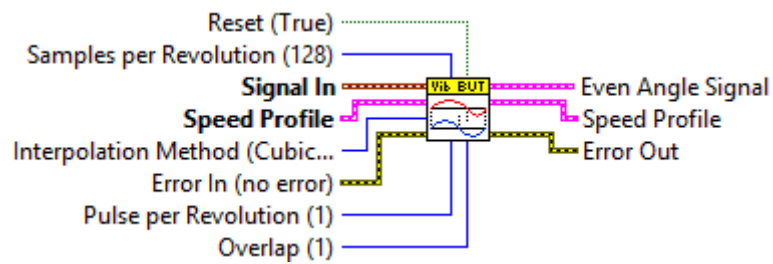 Reset (True)
Samples per Revolution (128)
Signal In
Speed Profile
Interpolation Method (Cubic...
Error In (no error)
Pulse per Revolution (1)
Overlap (1)
Vib BUT
Even Angle Signal
Speed Profile
Error Out